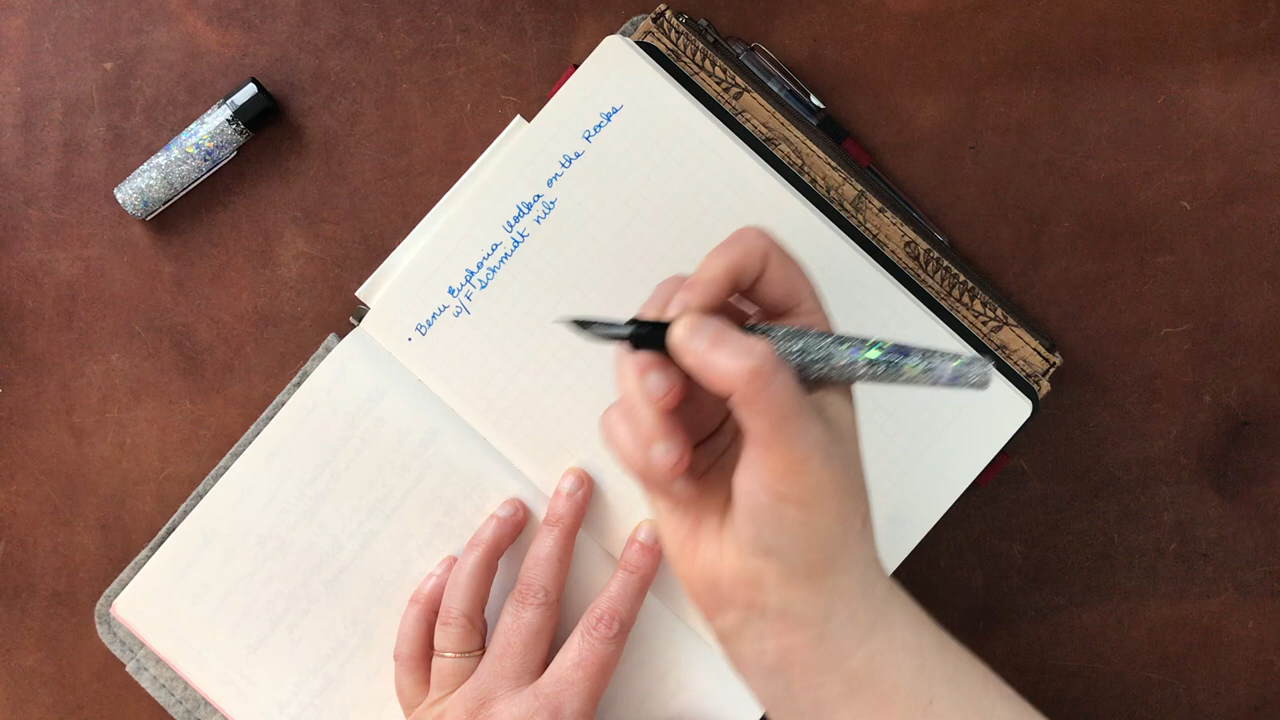 • Benu Euphoria Vodka on the Rocks
w/F Schmidt nib